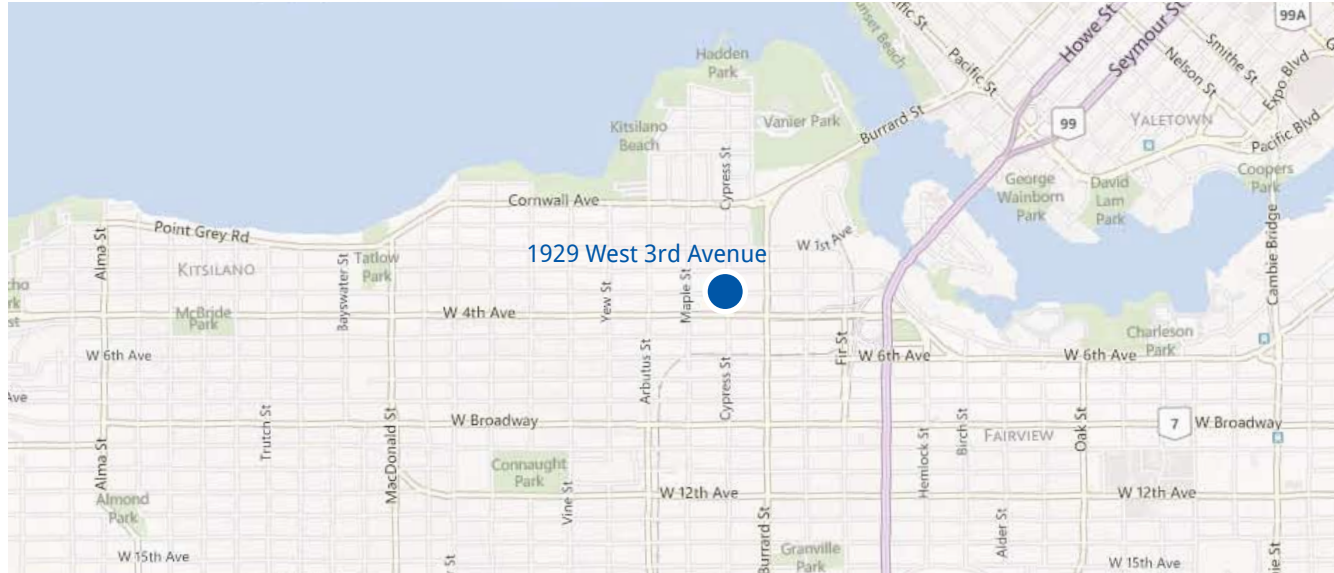 99A
Howe St
Seymour St
Smithe St
Nelson St
Expo Blvd
Pacific Blvd
Pacific St
Hadden
Park
Kitsilano
Beach
Vanier Park
Burrard St
99
YALETOWN
Coopers
Park
George
Wainborn
Park
David
Lam
Park
Cypress St
Cornwall Ave
Point Grey Rd
Alma St
KITSILANO
Tatlow
Park
Bayswater St
W 1st Ave
1929 West 3rd Avenue
Cambie Bridge
McBride
Park
W 4th Ave
Yew St
Maple St
Fir St
Charleson
Park
W 6th Ave
W 6th Ave
W 6th Ave
Arbutus St
Cypress St
Trutch St
MacDonald St
W Broadway
Hemlock St
Birch St
FAIRVIEW
Oak St
7
W Broadway
Alma St
Connaught
Park
Vine St
W 12th Ave
W 12th Ave
Almond
Park
Burrard St
Alder St
W 15th Ave
Granville
Park
W 15th Ave